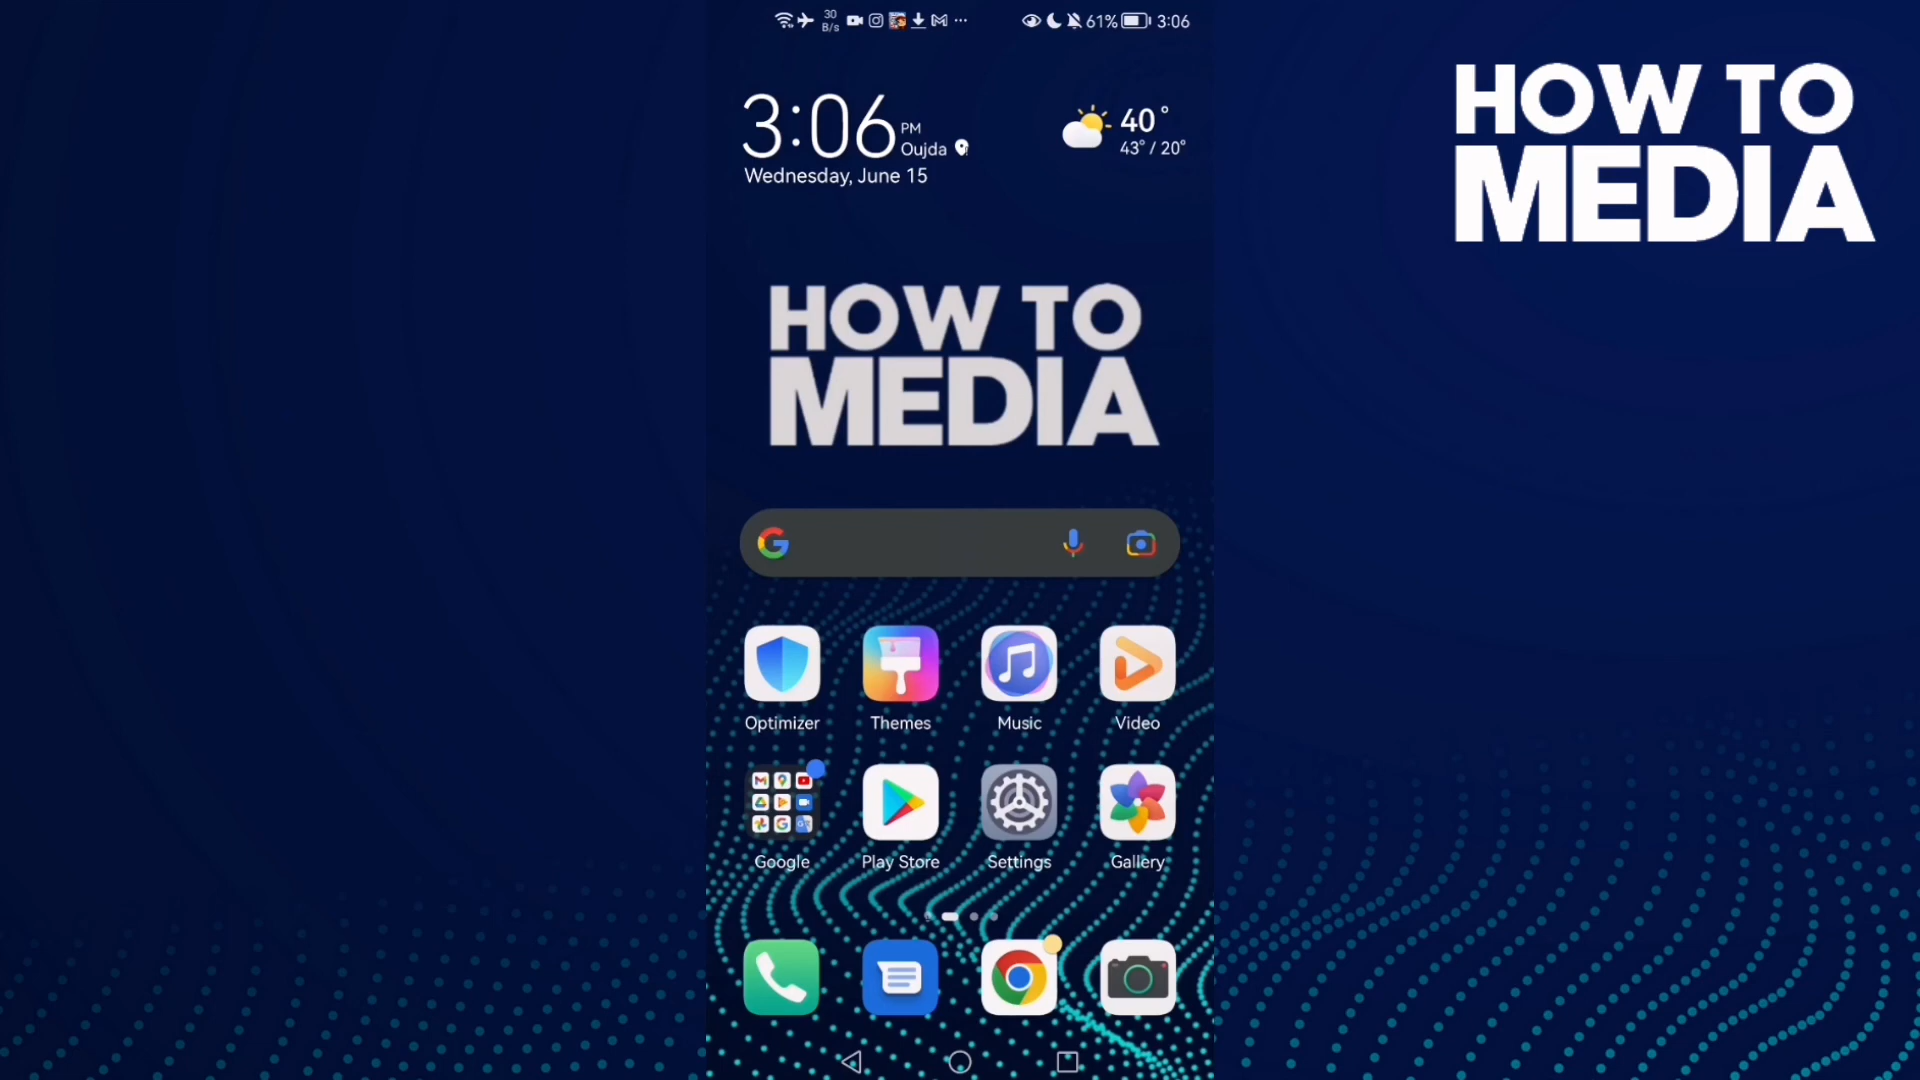 30
B/s
61%
3:06
3:06
PM
Oujda
40°
43° / 20°
Wednesday, June 15
HOW TO
MEDIA
HOW TO
MEDIA
Optimizer
Themes
Music
Video
Google
Play Store
Settings
Gallery